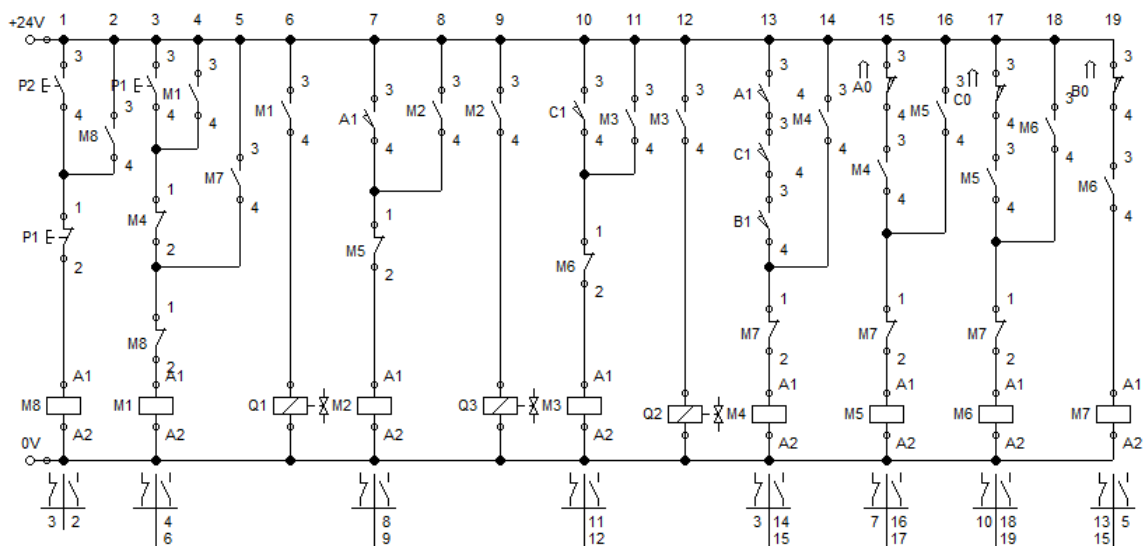 1 2 3 4 5 6 7 8 9 10 11 12 13 14 15 16 17 18 19
+24V
3 3 3 3 3 3 3 3 3
P2 P1 M1 A1 A0 C0 B0
4 3 4 4 3 M1 3 A1 M2 M2 C1 M3 M3 4 3 4 3 4 3 4
M8 4 4 4 4 4 4 4 3 M4 3 M5 3 M6
4 3 C1 4 M4 4 M5 4 M6
M7 4 3 4 4 4
1 1 B1
P1 M4 1 1 4
2 2 M5 M6
2 2
1 1 1 1
M8 M7 M7 M7
2 2 2 2
A1 A1 A1 A1 A1 A1 A1 A1
M8 M1 Q1 M2 Q3 M3 Q2 M4 M5 M6 M7
A2 A2 A2 A2 A2 A2 A2 A2
0V
3 2 4 8 11 3 14 7 16 10 18 13 5
6 9 12 15 17 19 15